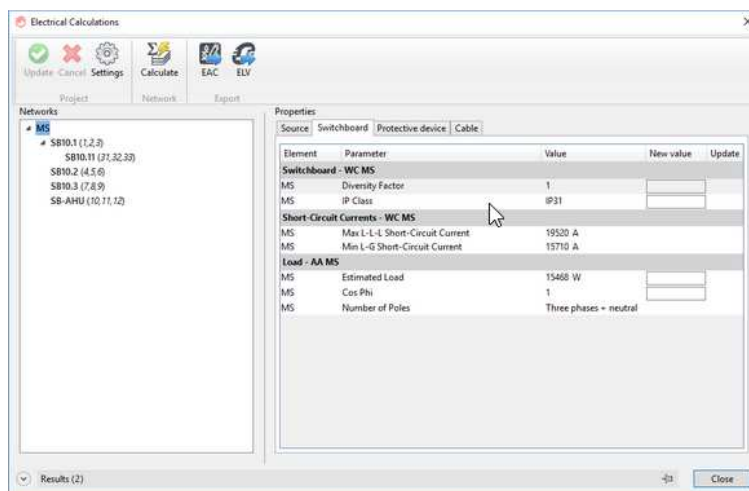 Electrical Calculations
Update Cancel Settings Calculate EAC ELV
Project Network Export
Networks
MS
SB10.1 (1,2,3)
SB10.11 (31,32,33)
SB10.2 (4,5,6)
SB10.3 (7,8,9)
SB-AHU (10,11,12)
Properties
Source Switchboard Protective device Cable
Element Parameter Value New value Update
Switchboard - WC MS
MS Diversity Factor 1
MS IP Class IP31
Short-Circuit Currents - WC MS
MS Max L-L-L Short-Circuit Current 19520 A
MS Min L-G Short-Circuit Current 15710 A
Load - AA MS
MS Estimated Load 15468 W
MS Cos Phi 1
MS Number of Poles Three phases + neutral
Results (2)
Close